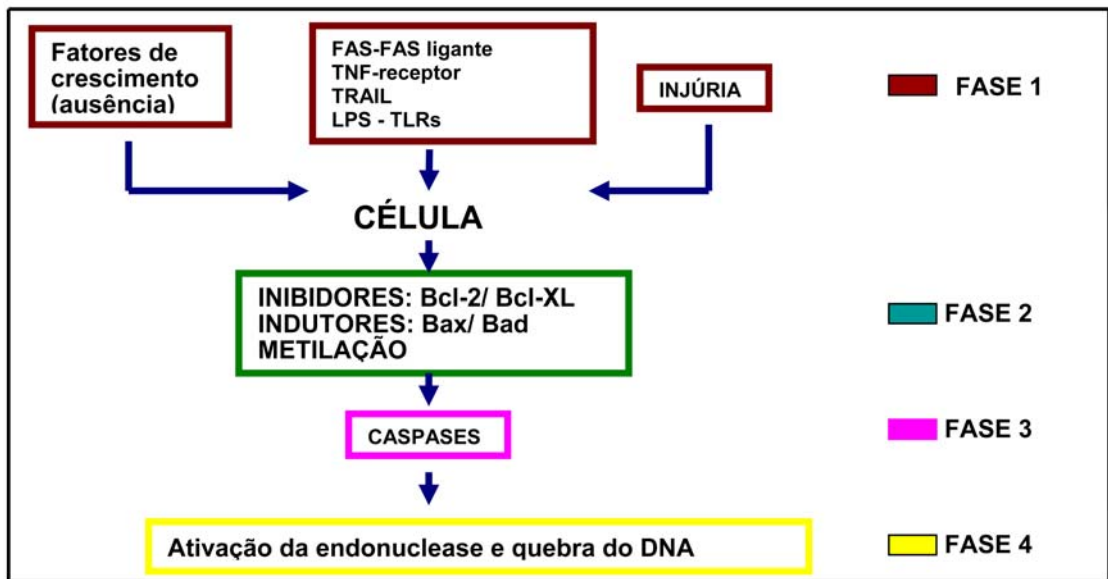 Fatores de
crescimento
(ausência)
FAS-FAS ligante
TNF-receptor
TRAIL
LPS - TLRs
INJÚRIA
FASE 1
CÉLULA
INIBIDORES: Bcl-2/ Bcl-XL
INDUTORES: Bax/ Bad
METILAÇÃO
FASE 2
CASPASES
FASE 3
Ativação da endonuclease e quebra do DNA
FASE 4